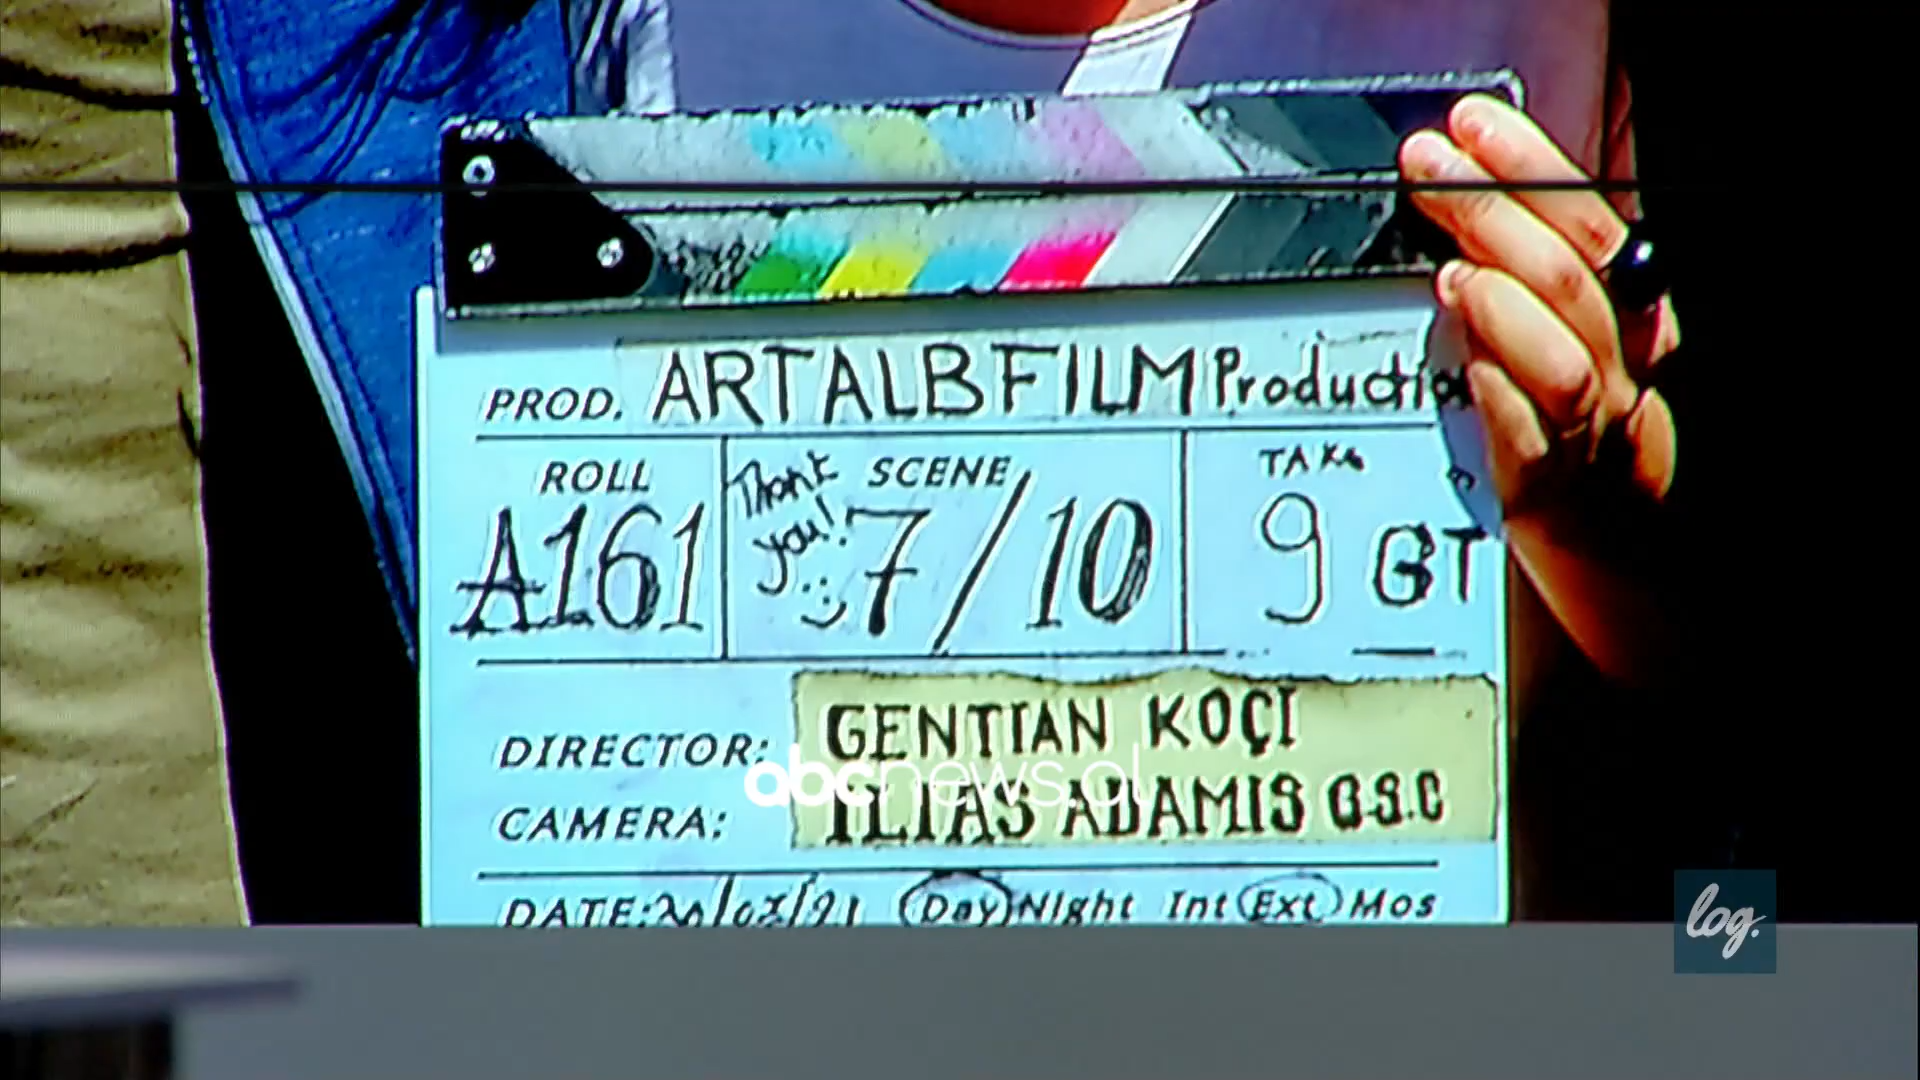 PROD. ARTALBFILM Production
ROLL SCENE TAKE
Thank you!
A161 7/10 9 GT
DIRECTOR: GENTIAN KOÇI
abcnews.al
CAMERA: ILIAS ADAMIS G.S.C
DATE: Day Night Int Ext Mos
log.